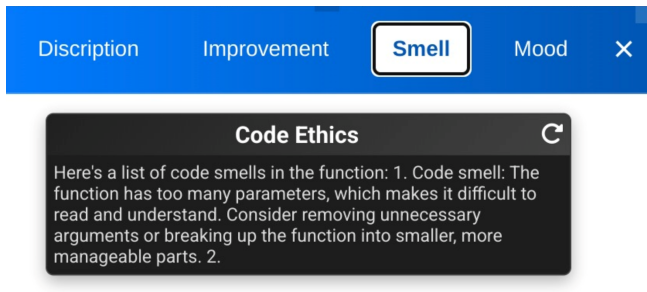 Discription Improvement Smell Mood ×
Code Ethics
Here's a list of code smells in the function: 1. Code smell: The
function has too many parameters, which makes it difficult to
read and understand. Consider removing unnecessary
arguments or breaking up the function into smaller, more
manageable parts. 2.